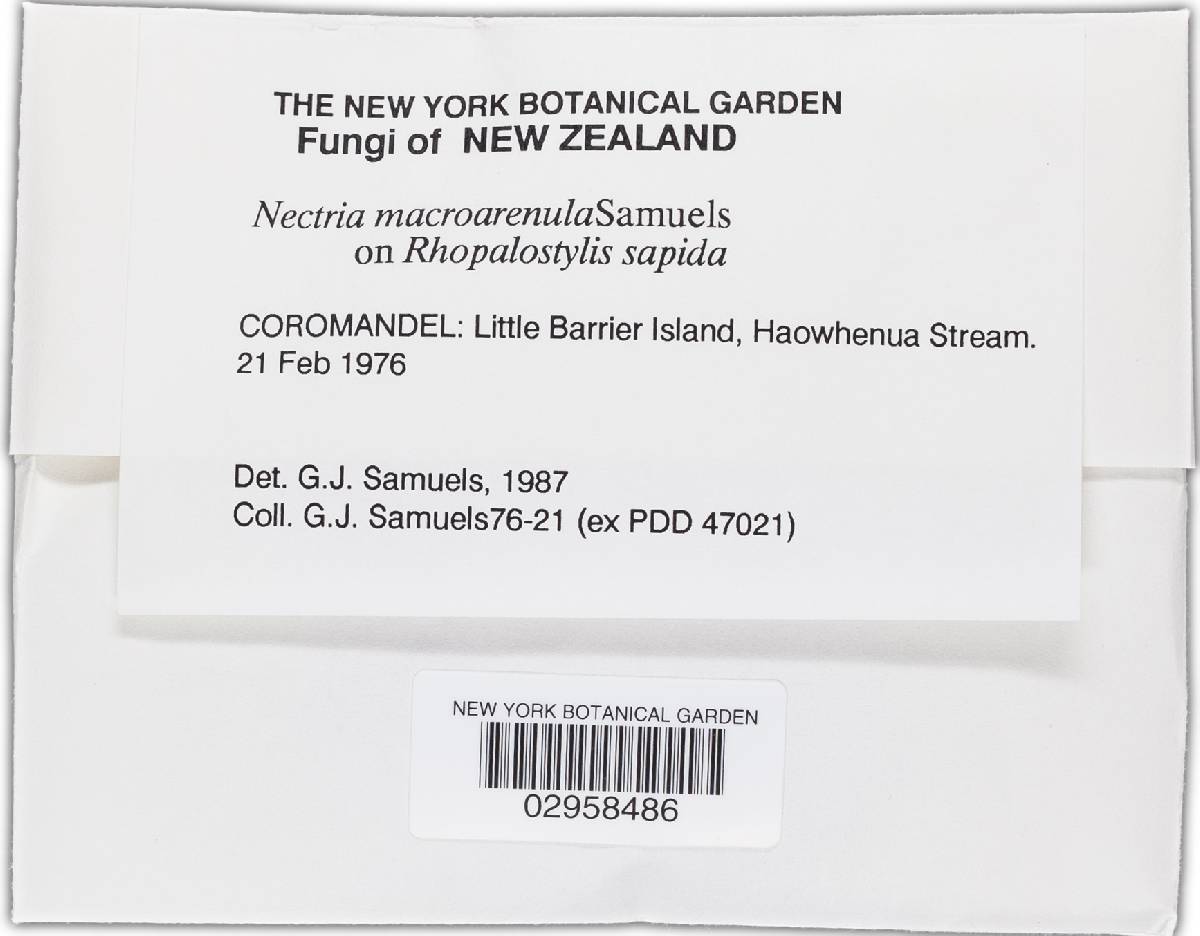 THE NEW YORK BOTANICAL GARDEN
Fungi of NEW ZEALAND
Nectria macroarenulaSamuels
on Rhopalostylis sapida
COROMANDEL: Little Barrier Island, Haowhenua Stream.
21 Feb 1976
Det. G.J. Samuels, 1987
Coll. G.J. Samuels76-21 (ex PDD 47021)
NEW YORK BOTANICAL GARDEN
02958486